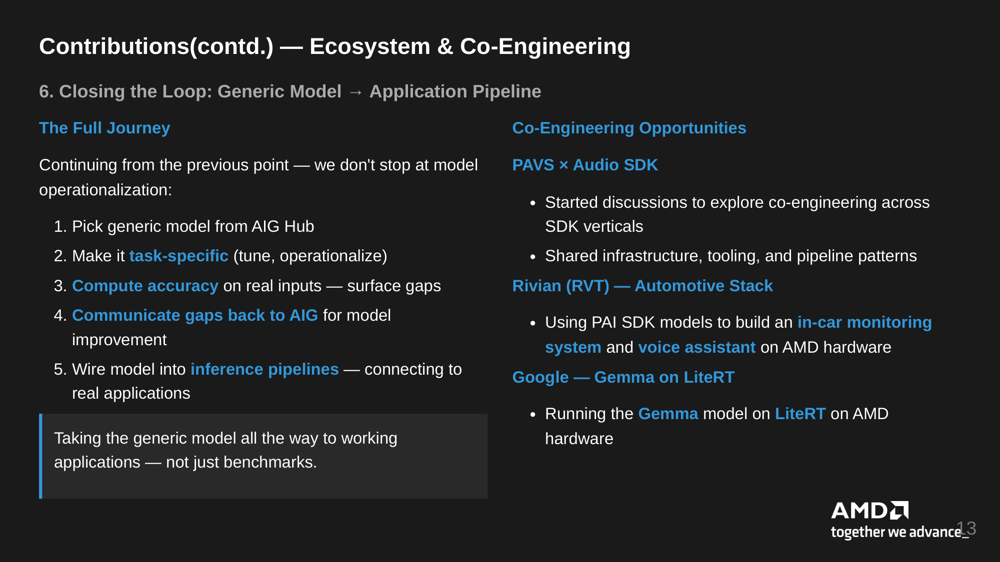 Contributions(contd.) — Ecosystem & Co-Engineering
6. Closing the Loop: Generic Model → Application Pipeline
The Full Journey
Continuing from the previous point — we don't stop at model
operationalization:
1. Pick generic model from AIG Hub
2. Make it task-specific (tune, operationalize)
3. Compute accuracy on real inputs — surface gaps
4. Communicate gaps back to AIG for model
improvement
5. Wire model into inference pipelines — connecting to
real applications
Taking the generic model all the way to working
applications — not just benchmarks.
Co-Engineering Opportunities
PAVS × Audio SDK
• Started discussions to explore co-engineering across
SDK verticals
• Shared infrastructure, tooling, and pipeline patterns
Rivian (RVT) — Automotive Stack
• Using PAI SDK models to build an in-car monitoring
system and voice assistant on AMD hardware
Google — Gemma on LiteRT
• Running the Gemma model on LiteRT on AMD
hardware
AMD
together we advance_
13